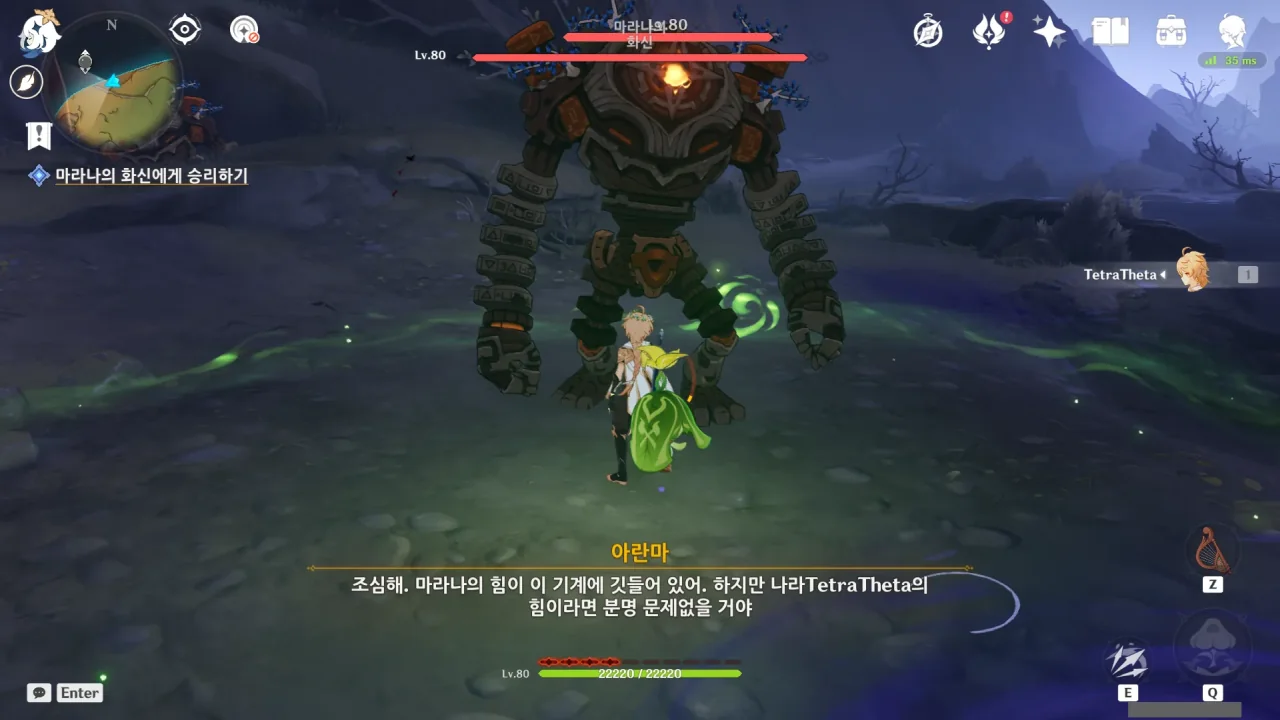 N
마라나의 Lv.80
화신
Lv.80
35 ms
마라나의 화신에게 승리하기
TetraTheta
1
아란마
조심해. 마라나의 힘이 이 기계에 깃들어 있어. 하지만 나라TetraTheta의
힘이라면 분명 문제없을 거야
Z
Lv.80
22220 / 22220
E
Q
Enter